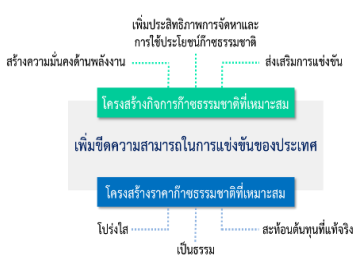 เพิ่มประสิทธิภาพการจัดหาและ
การใช้ประโยชน์ก๊าซธรรมชาติ
สร้างความมั่นคงด้านพลังงาน
ส่งเสริมการแข่งขัน
โครงสร้างกิจการก๊าซธรรมชาติที่เหมาะสม
เพิ่มขีดความสามารถในการแข่งขันของประเทศ
โครงสร้างราคาก๊าซธรรมชาติที่เหมาะสม
โปร่งใส
สะท้อนต้นทุนที่แท้จริง
เป็นธรรม